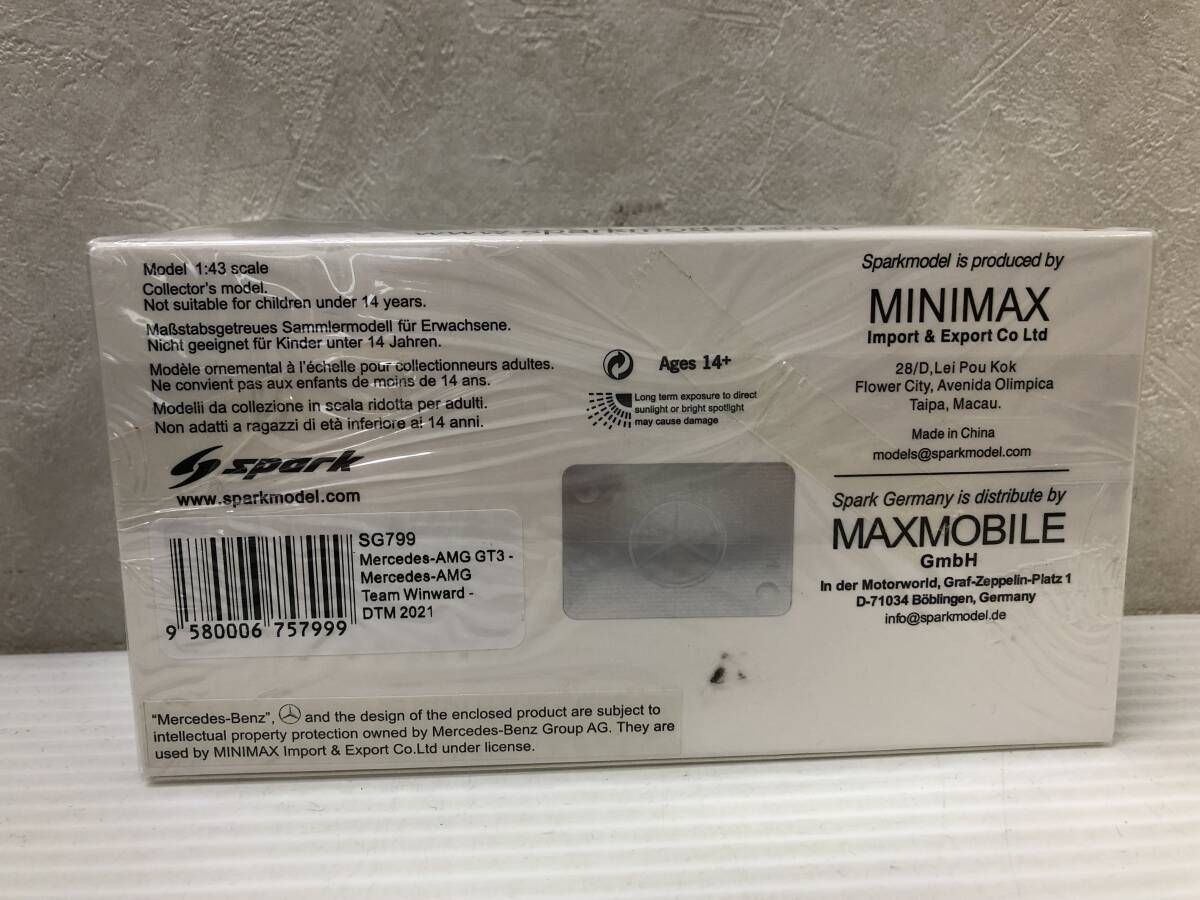 www.sparkmodel.com
Model 1:43 scale
Collector's model.
Not suitable for children under 14 years.
Maßstabsgetreues Sammlermodell für Erwachsene.
Nicht geeignet für Kinder unter 14 Jahren.
Modèle ornemental à l'échelle pour collectionneurs adultes.
Ne convient pas aux enfants de moins de 14 ans.
Modelli da collezione in scala ridotta per adulti.
Non adatti a ragazzi di età inferiore ai 14 anni.
spark
www.sparkmodel.com
SG799
Mercedes-AMG GT3 -
Mercedes-AMG
Team Winward -
DTM 2021
9 580006 757999
"Mercedes-Benz", and the design of the enclosed product are subject to
intellectual property protection owned by Mercedes-Benz Group AG. They are
used by MINIMAX Import & Export Co.Ltd under license.
Ages 14+
Long term exposure to direct
sunlight or bright spotlight
may cause damage
Sparkmodel is produced by
MINIMAX
Import & Export Co Ltd
28/D,Lei Pou Kok
Flower City, Avenida Olimpica
Taipa, Macau.
Made in China
models@sparkmodel.com
Spark Germany is distribute by
MAXMOBILE
GmbH
In der Motorworld, Graf-Zeppelin-Platz 1
D-71034 Böblingen, Germany
info@sparkmodel.de